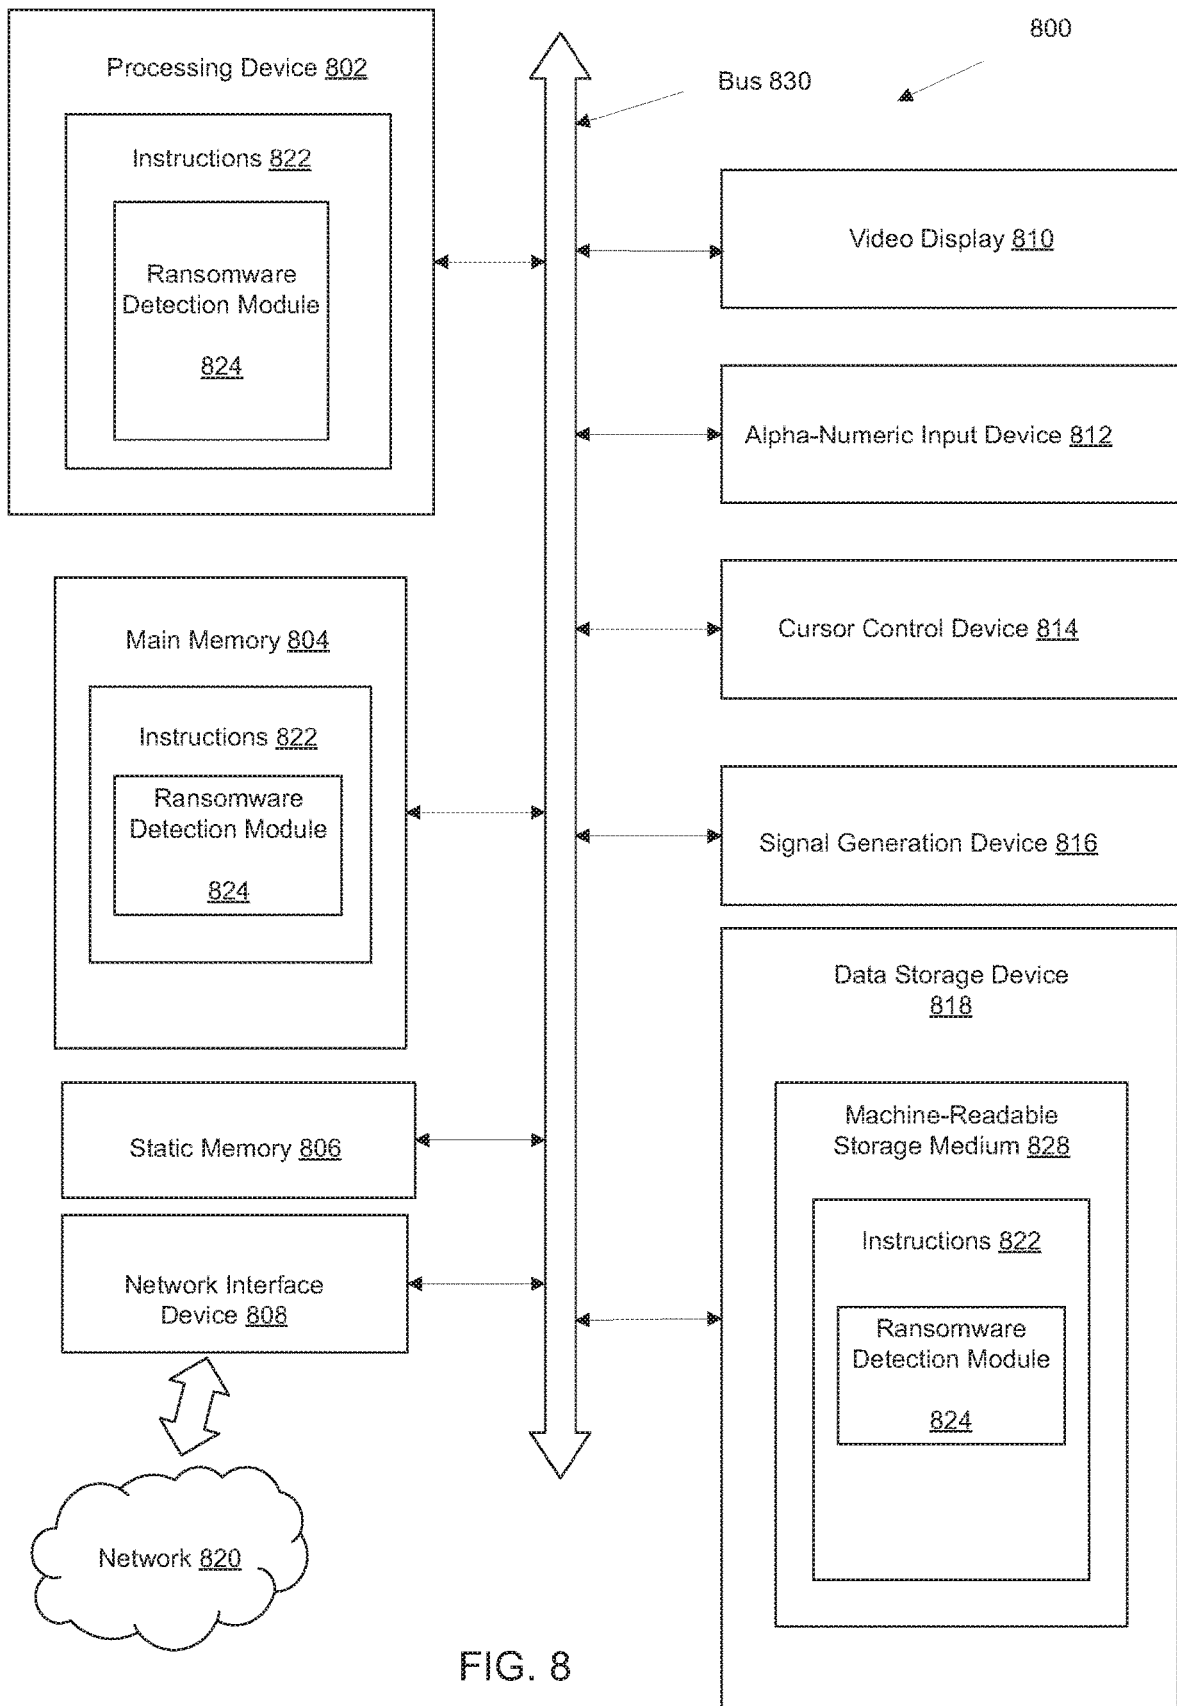 800
Processing Device 802
Bus 830
Instructions 822
Ransomware
Detection Module
824
Video Display 810
Alpha-Numeric Input Device 812
Cursor Control Device 814
Main Memory 804
Instructions 822
Ransomware
Detection Module
824
Signal Generation Device 816
Data Storage Device
818
Static Memory 806
Machine-Readable
Storage Medium 828
Instructions 822
Ransomware
Detection Module
824
Network Interface
Device 808
Network 820
FIG. 8